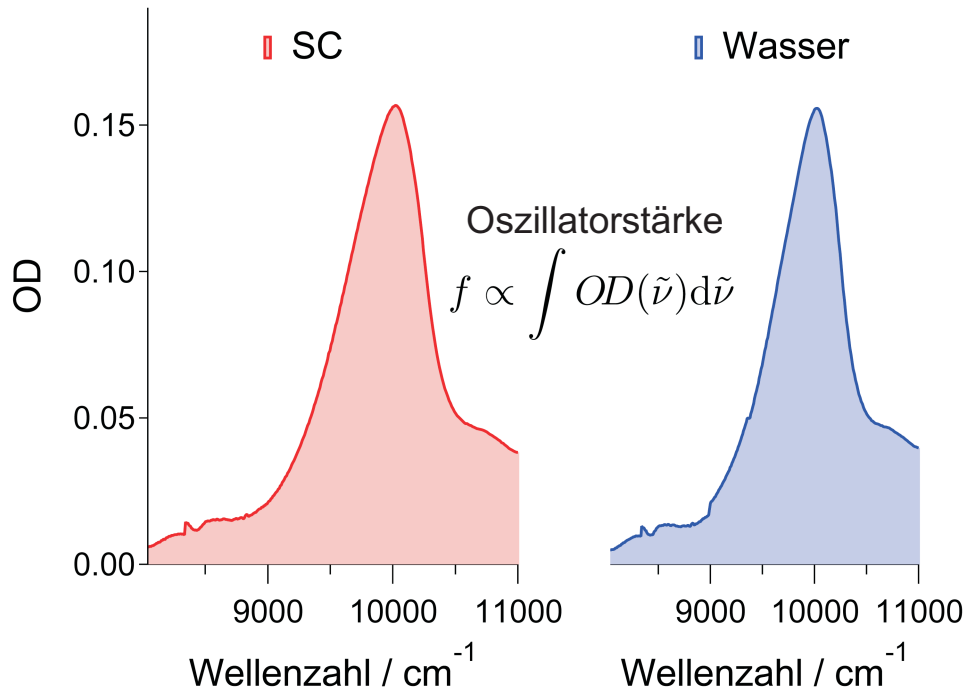 SC
Wasser
0.15
0.10
0.05
0.00
OD
Oszillatorstärke
f ∝ ∫ OD(ν̃)dν̃
9000 10000 11000
9000 10000 11000
Wellenzahl / cm⁻¹
Wellenzahl / cm⁻¹